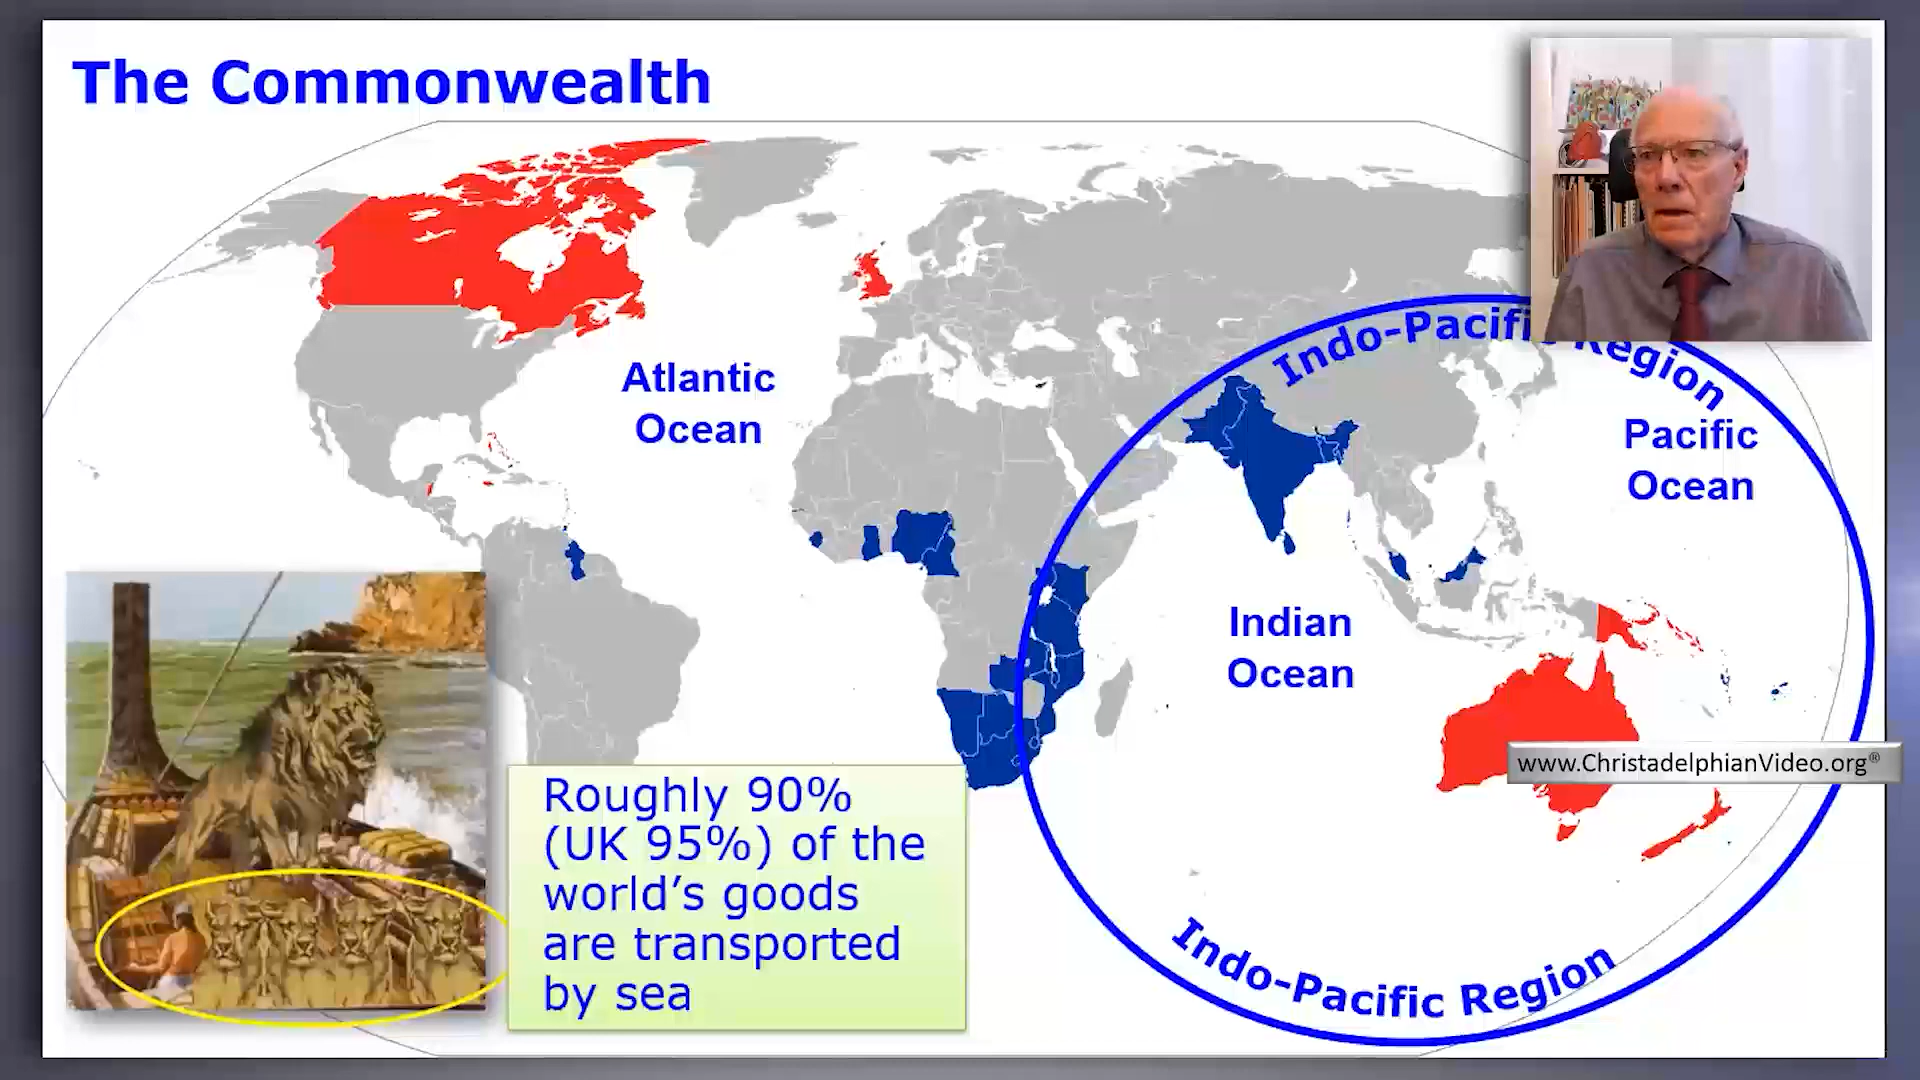 The Commonwealth
Indo-Pacific Region
Atlantic
Ocean
Pacific
Ocean
Indian
Ocean
www.ChristadelphianVideo.org®
Roughly 90%
(UK 95%) of the
world’s goods
are transported
by sea
Indo-Pacific Region